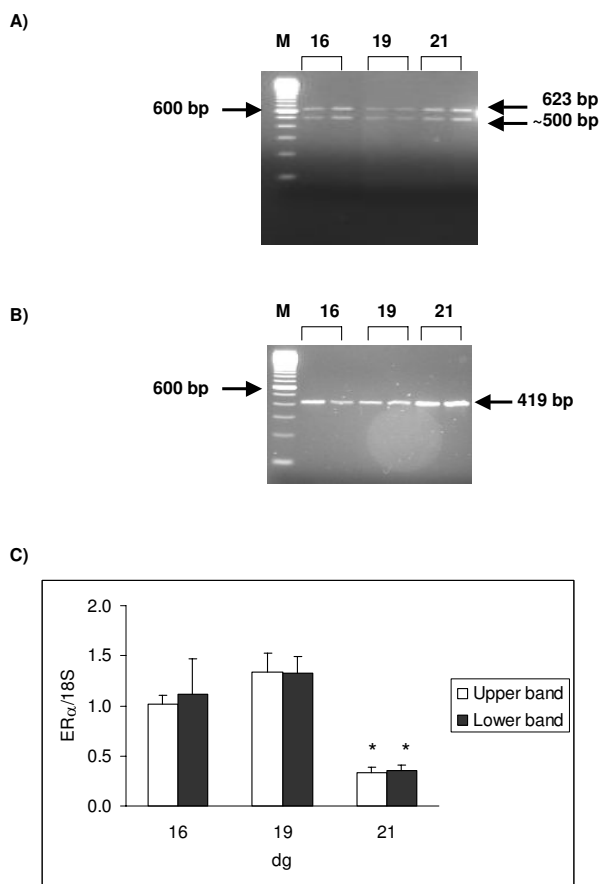 A)
M 16 19 21
600 bp
623 bp
~500 bp
B)
M 16 19 21
600 bp
419 bp
C)
ERα/18S
2.0
1.5
1.0
0.5
0.0
* *
16 19 21
dg
Upper band
Lower band